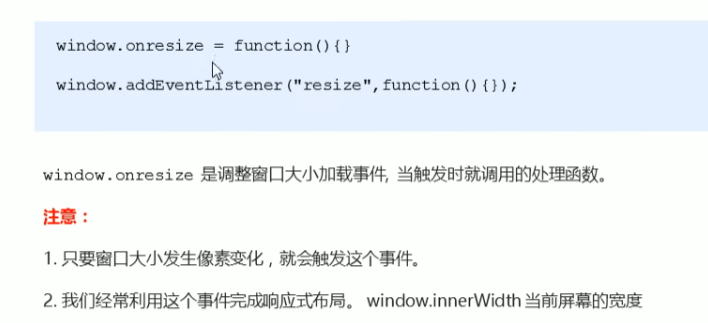 window.onresize = function(){}
window.addEventListener("resize",function(){});
window.onresize 是调整窗口大小加载事件, 当触发时就调用的处理函数。
注意：
1. 只要窗口大小发生像素变化，就会触发这个事件。
2. 我们经常利用这个事件完成响应式布局。 window.innerWidth 当前屏幕的宽度